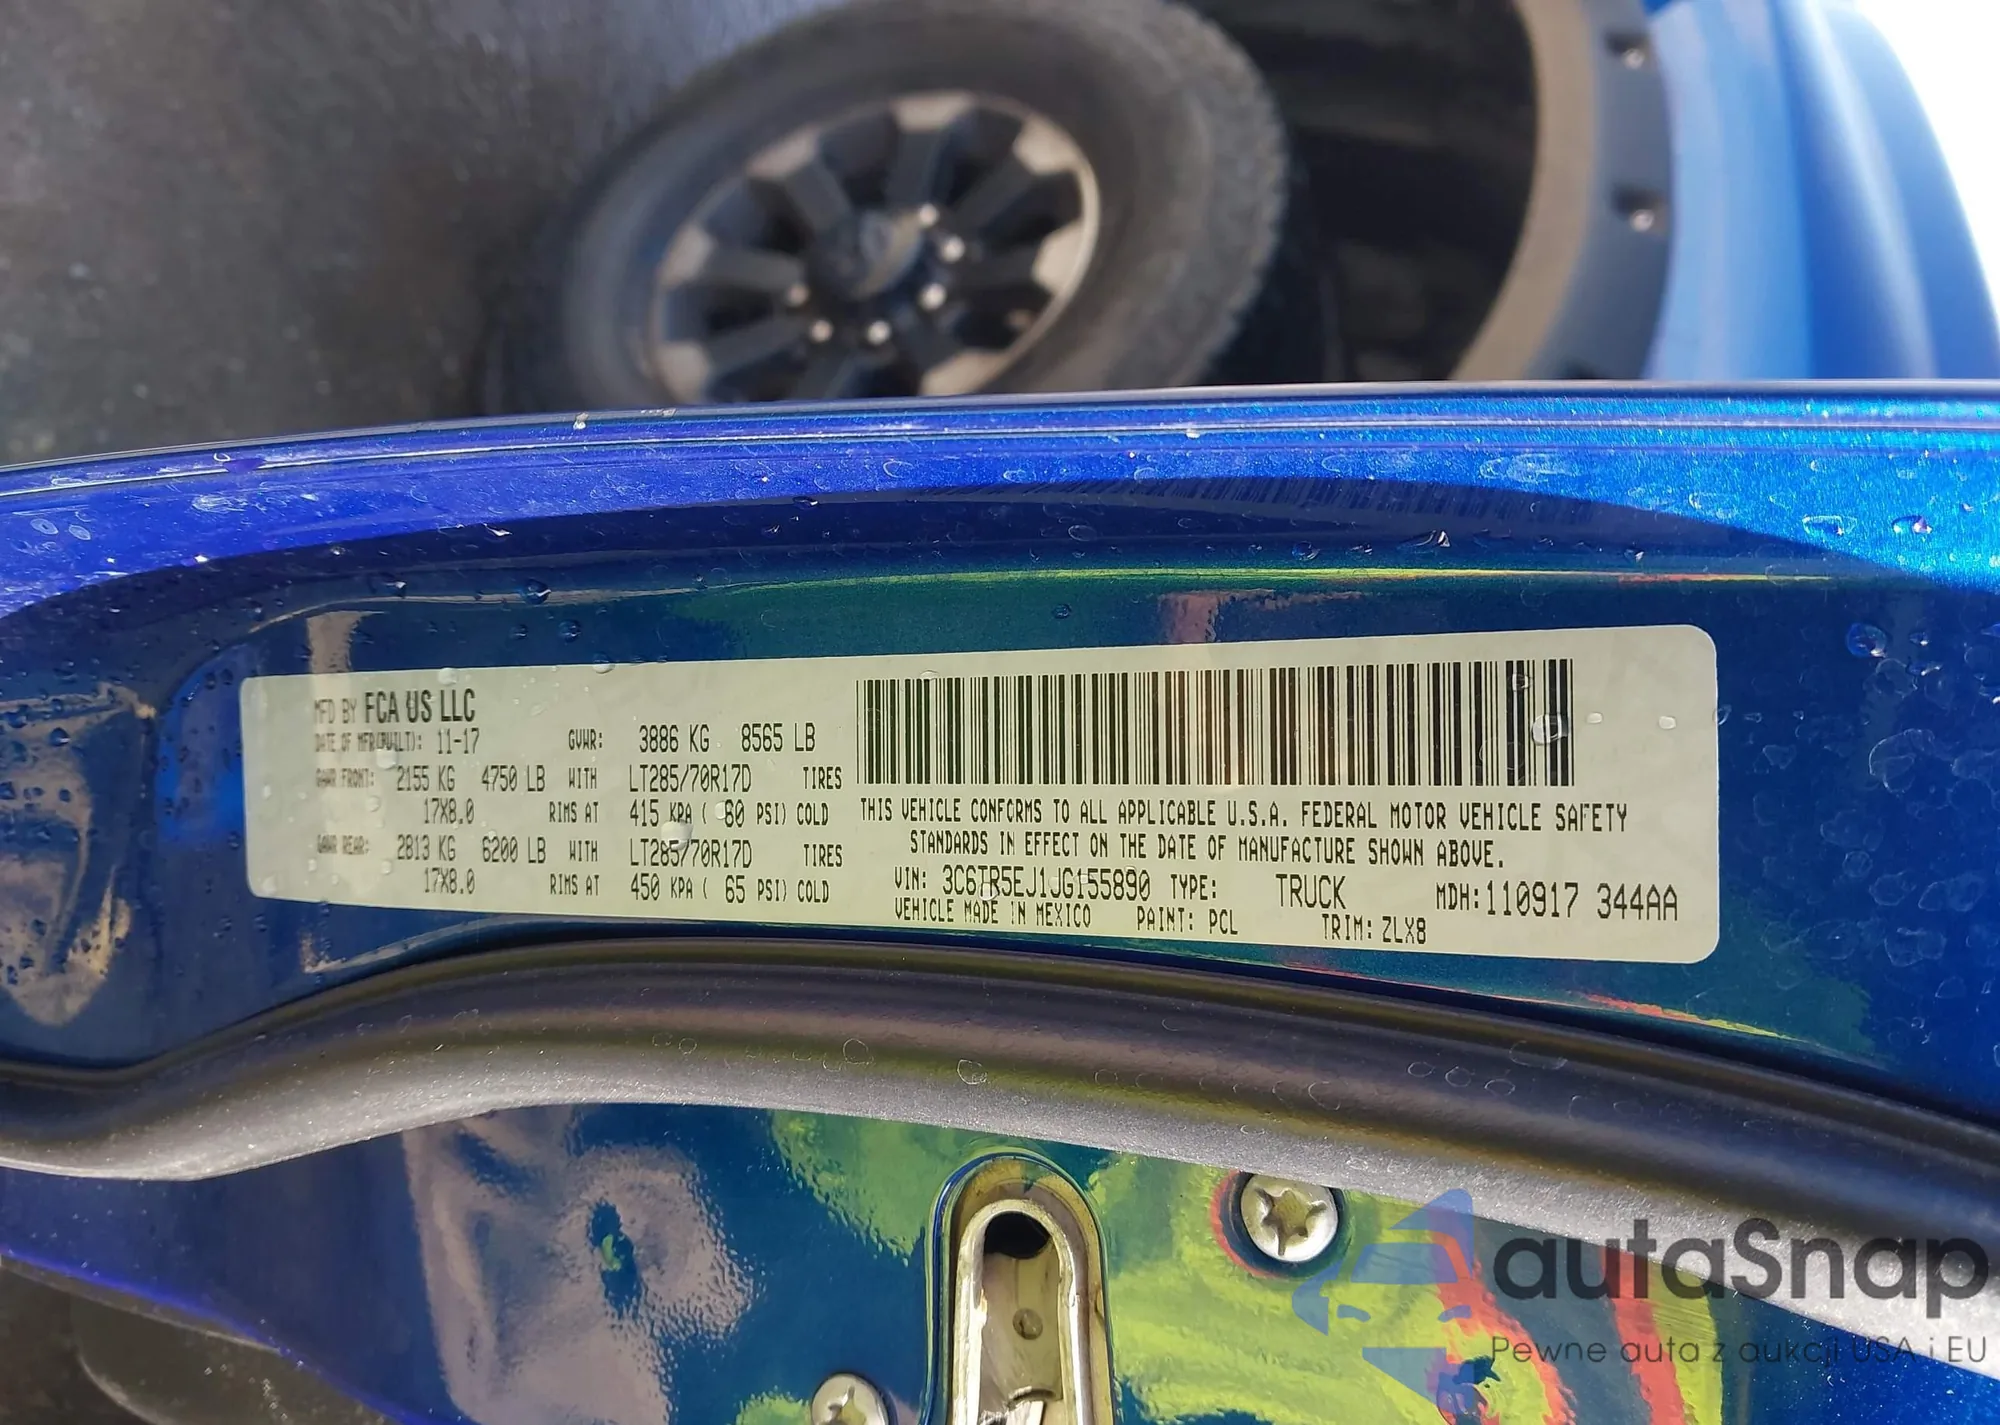 MFD BY FCA US LLC
DATE OF MFR(BUILT): 11-17 GVWR: 3886 KG 8565 LB
GAWR FRONT: 2155 KG 4750 LB WITH LT285/70R17D TIRES
17X8.0 RIMS AT 415 KPA ( 60 PSI) COLD
GAWR REAR: 2813 KG 6200 LB WITH LT285/70R17D TIRES
17X8.0 RIMS AT 450 KPA ( 65 PSI) COLD
THIS VEHICLE CONFORMS TO ALL APPLICABLE U.S.A. FEDERAL MOTOR VEHICLE SAFETY
STANDARDS IN EFFECT ON THE DATE OF MANUFACTURE SHOWN ABOVE.
VIN: 3C6TR5EJ1JG155890 TYPE: TRUCK MDH: 110917 344AA
VEHICLE MADE IN MEXICO PAINT: PCL TRIM: ZLX8
autaSnap
Pewne auta z aukcji USA i EU